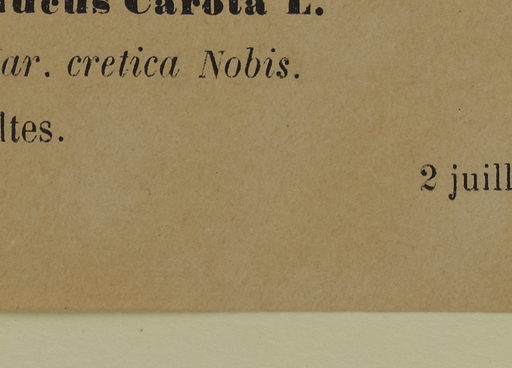 aucus Carota L.
ar. cretica Nobis.
ltes.
2 juill